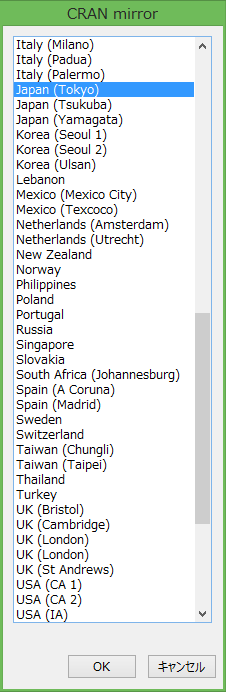 CRAN mirror
Italy (Milano)
Italy (Padua)
Italy (Palermo)
Japan (Tokyo)
Japan (Tsukuba)
Japan (Yamagata)
Korea (Seoul 1)
Korea (Seoul 2)
Korea (Ulsan)
Lebanon
Mexico (Mexico City)
Mexico (Texcoco)
Netherlands (Amsterdam)
Netherlands (Utrecht)
New Zealand
Norway
Philippines
Poland
Portugal
Russia
Singapore
Slovakia
South Africa (Johannesburg)
Spain (A Coruna)
Spain (Madrid)
Sweden
Switzerland
Taiwan (Chungli)
Taiwan (Taipei)
Thailand
Turkey
UK (Bristol)
UK (Cambridge)
UK (London)
UK (London)
UK (St Andrews)
USA (CA 1)
USA (CA 2)
USA (IA)
OK キャンセル